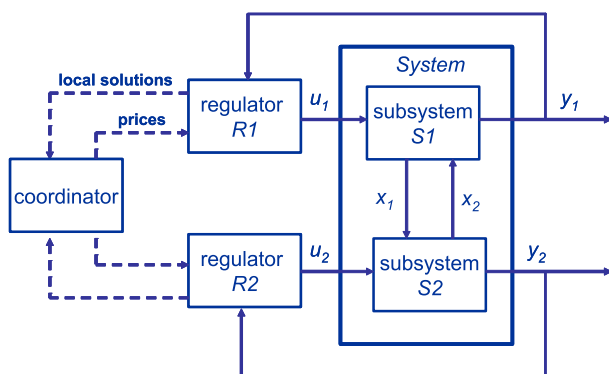 System
local solutions
regulator
R1
u1
subsystem
S1
y1
prices
coordinator
x1
x2
regulator
R2
u2
subsystem
S2
y2